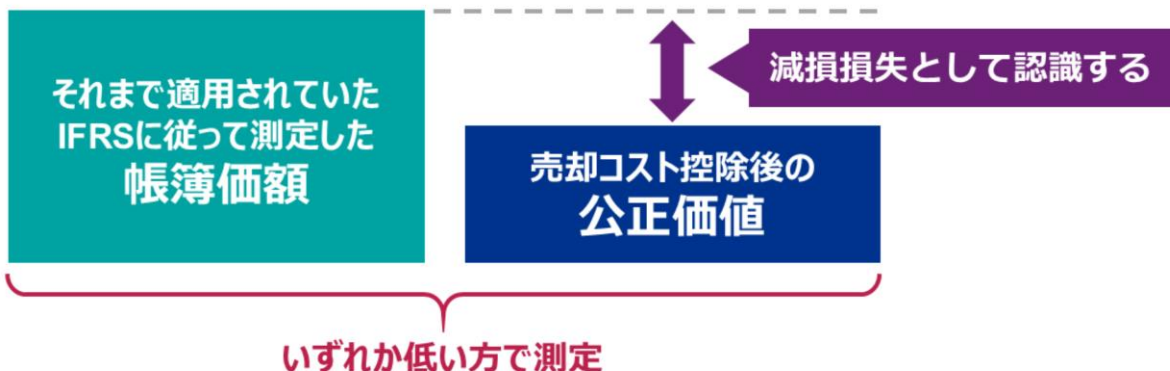 それまで適用されていた
IFRSに従って測定した
帳簿価額
減損損失として認識する
売却コスト控除後の
公正価値
いずれか低い方で測定